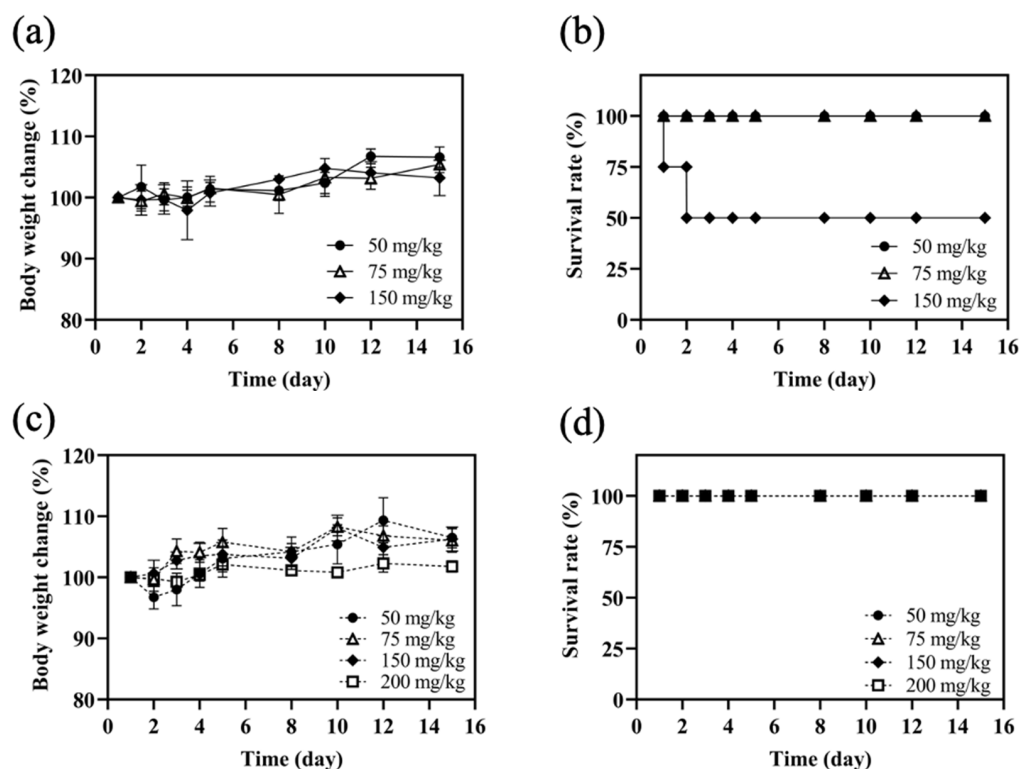 (a)
Body weight change (%)
120
110
100
90
80
50 mg/kg
75 mg/kg
150 mg/kg
0 2 4 6 8 10 12 14 16
Time (day)
(b)
Survival rate (%)
100
75
50
25
0
50 mg/kg
75 mg/kg
150 mg/kg
0 2 4 6 8 10 12 14 16
Time (day)
(c)
Body weight change (%)
120
110
100
90
80
50 mg/kg
75 mg/kg
150 mg/kg
200 mg/kg
0 2 4 6 8 10 12 14 16
Time (day)
(d)
Survival rate (%)
100
75
50
25
0
50 mg/kg
75 mg/kg
150 mg/kg
200 mg/kg
0 2 4 6 8 10 12 14 16
Time (day)